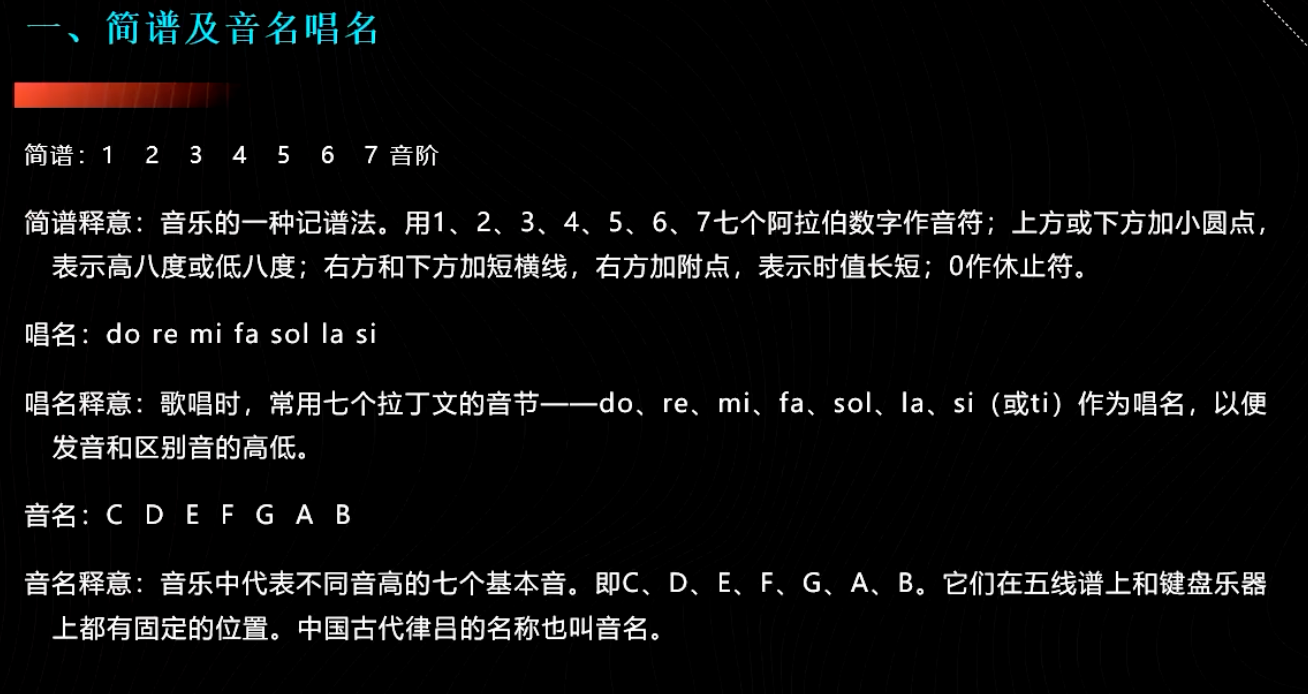 一、简谱及音名唱名
简谱：1 2 3 4 5 6 7 音阶
简谱释意：音乐的一种记谱法。用1、2、3、4、5、6、7七个阿拉伯数字作音符；上方或下方加小圆点，
表示高八度或低八度；右方和下方加短横线，右方加附点，表示时值长短；0作休止符。
唱名：do re mi fa sol la si
唱名释意：歌唱时，常用七个拉丁文的音节——do、re、mi、fa、sol、la、si（或ti）作为唱名，以便
发音和区别音的高低。
音名：C D E F G A B
音名释意：音乐中代表不同音高的七个基本音。即C、D、E、F、G、A、B。它们在五线谱上和键盘乐器
上都有固定的位置。中国古代律吕的名称也叫音名。